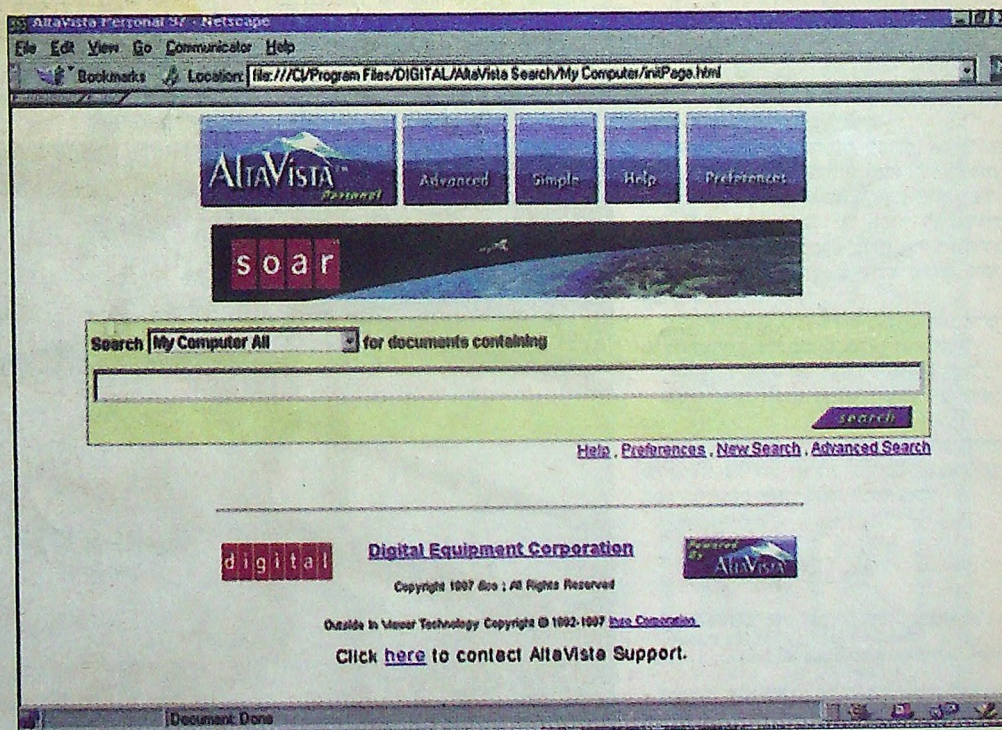 AltaVista Personal 97 - Netscape
File Edit View Go Communicator Help
Bookmarks Location: file:///C|/Program Files/DIGITAL/AltaVista Search/My Computer/initPage.html
ALTAVISTA™ Personal Advanced Simple Help Preferences
soar
Search My Computer All for documents containing
search
Help , Preferences , New Search , Advanced Search
digital Digital Equipment Corporation Powered By ALTAVISTA
Copyright 1997 ; All Rights Reserved
Outside In Viewer Technology Copyright @ 1992-1997 Inso Corporation
Click here to contact AltaVista Support.
Document: Done